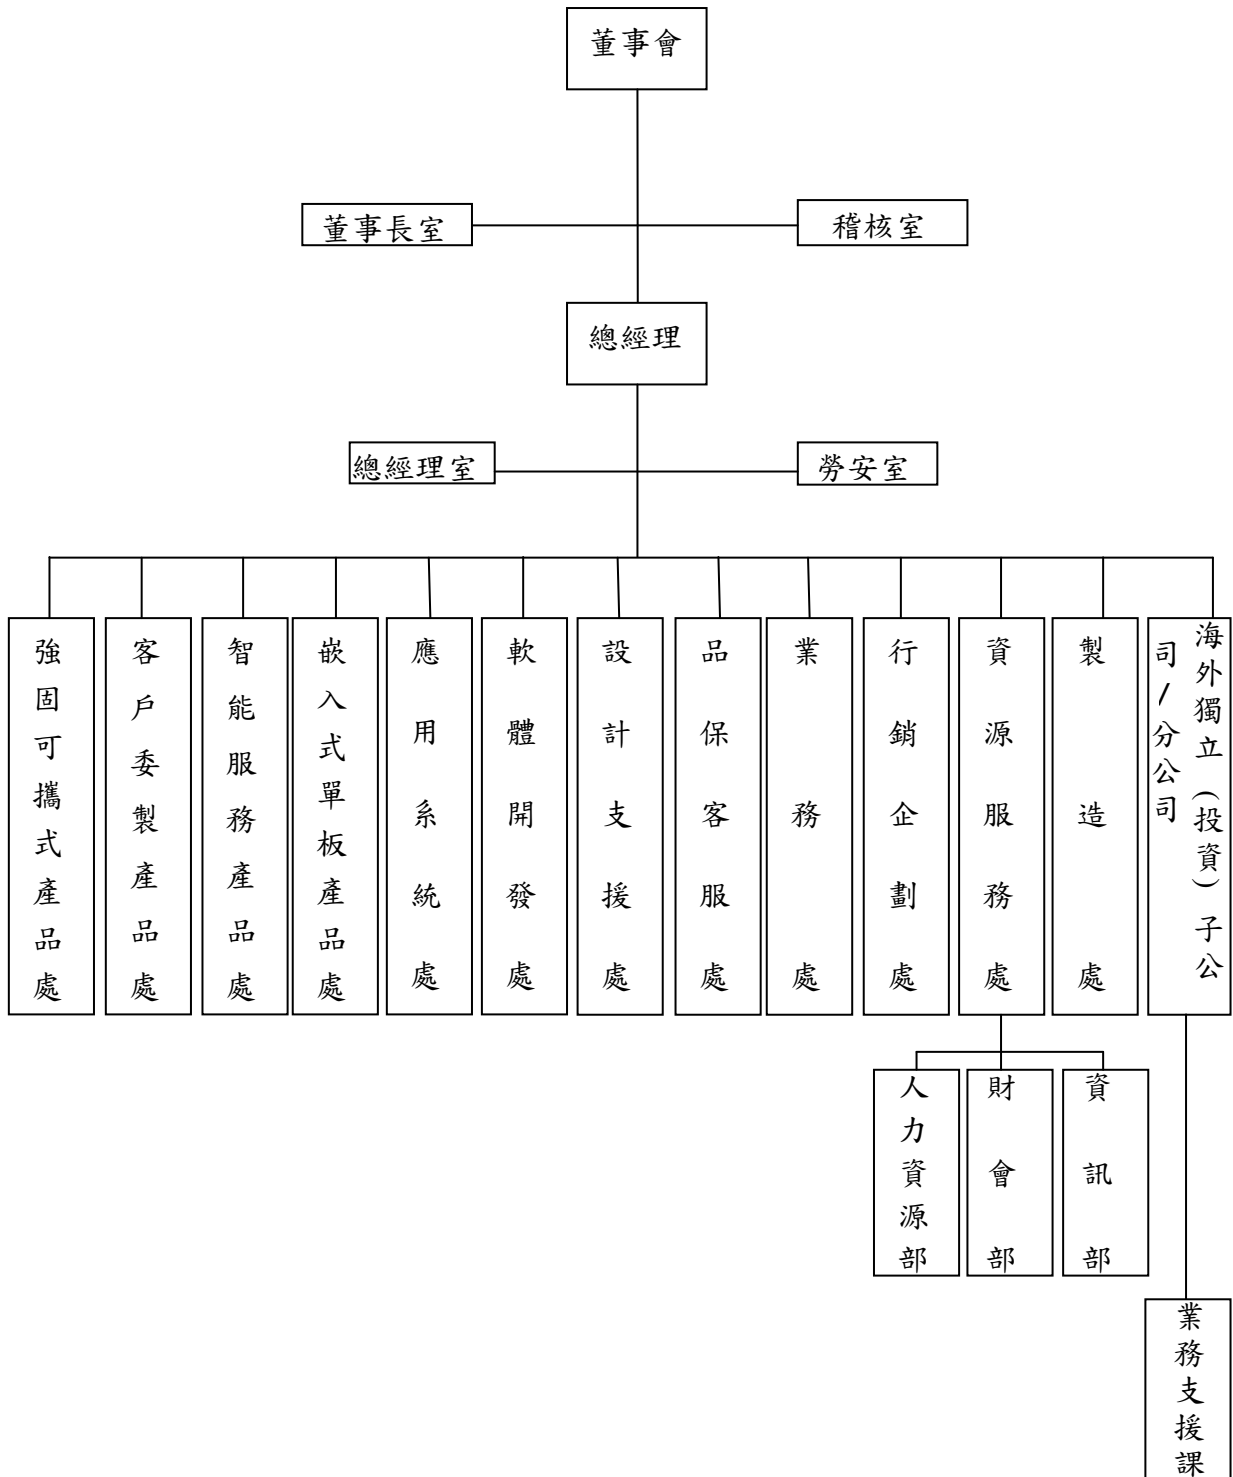 董事會
董事長室
稽核室
總經理
總經理室
勞安室
強固可攜式產品處
客戶委製產品處
智能服務產品處
嵌入式單板產品處
應用系統處
軟體開發處
設計支援處
品保客服處
業務處
行銷企劃處
資源服務處
製造處
海外獨立(投資)子公
司/分公司
人力資源部
財會部
資訊部
業務支援課